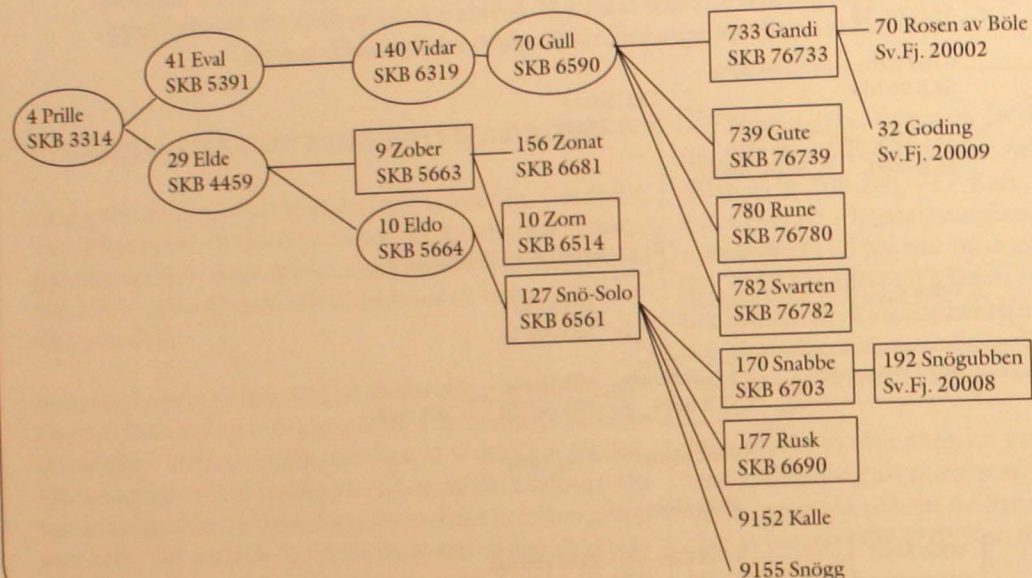 4 Prille
SKB 3314
41 Eval
SKB 5391
29 Elde
SKB 4459
140 Vidar
SKB 6319
9 Zober
SKB 5663
10 Eldo
SKB 5664
70 Gull
SKB 6590
156 Zonat
SKB 6681
10 Zorn
SKB 6514
127 Snö-Solo
SKB 6561
733 Gandi
SKB 76733
739 Gute
SKB 76739
780 Rune
SKB 76780
782 Svarten
SKB 76782
170 Snabbe
SKB 6703
177 Rusk
SKB 6690
9152 Kalle
9155 Snögg
70 Rosen av Böle
Sv.Fj. 20002
32 Goding
Sv.Fj. 20009
192 Snögubben
Sv.Fj. 20008